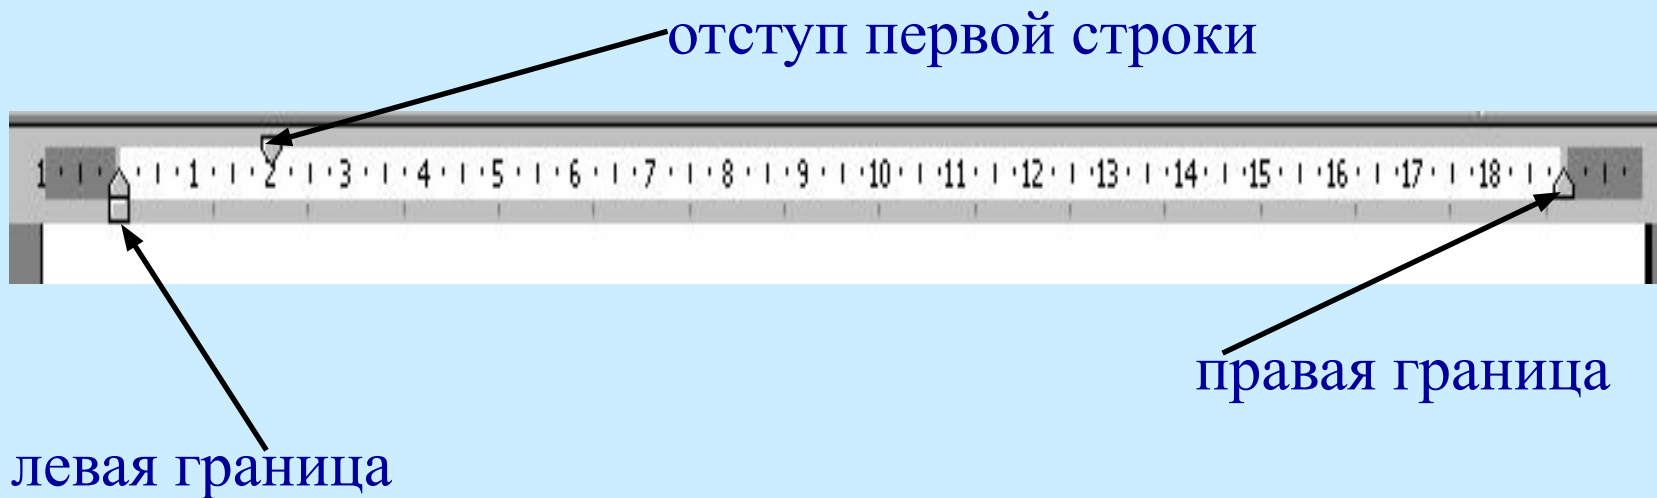 отступ первой строки
1 1 2 3 4 5 6 7 8 9 10 11 12 13 14 15 16 17 18
правая граница
левая граница